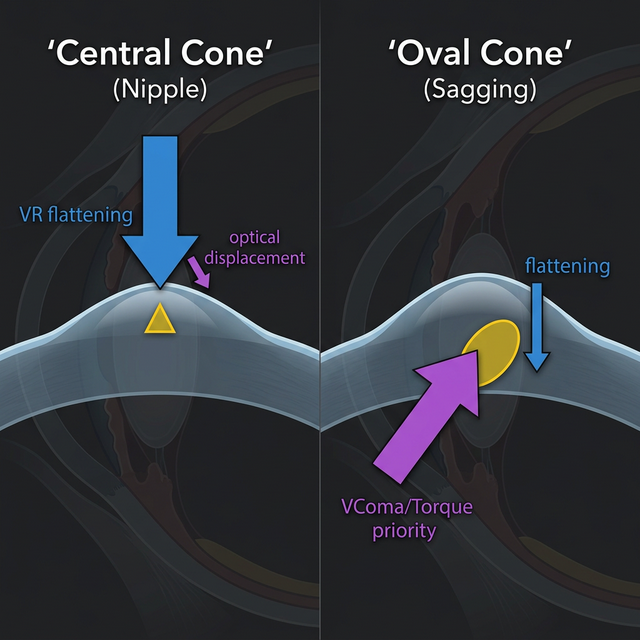 ‘Central Cone’
(Nipple)
VR flattening
optical
displacement
‘Oval Cone’
(Sagging)
flattening
VComa/Torque
priority